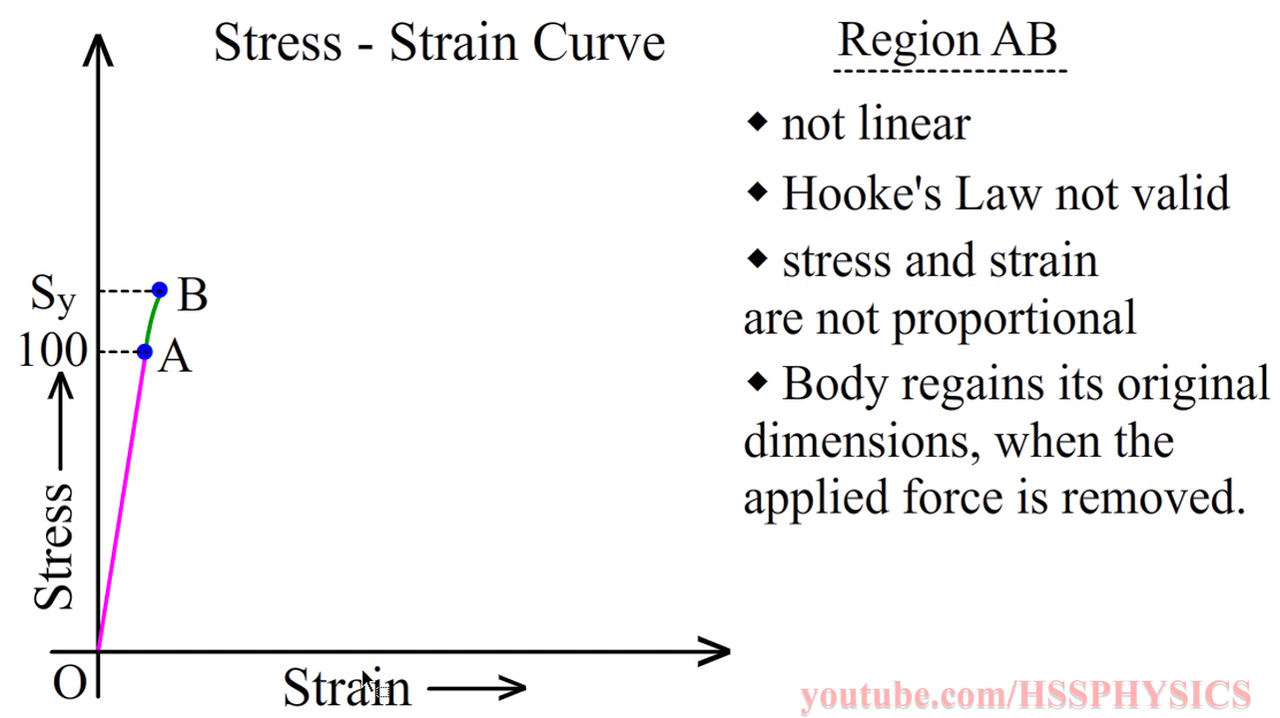 Stress - Strain Curve
Region AB
◆ not linear
◆ Hooke's Law not valid
◆ stress and strain
are not proportional
◆ Body regains its original
dimensions, when the
applied force is removed.
Sy
B
100
A
Stress
O
Strain
youtube.com/HSSPHYSICS